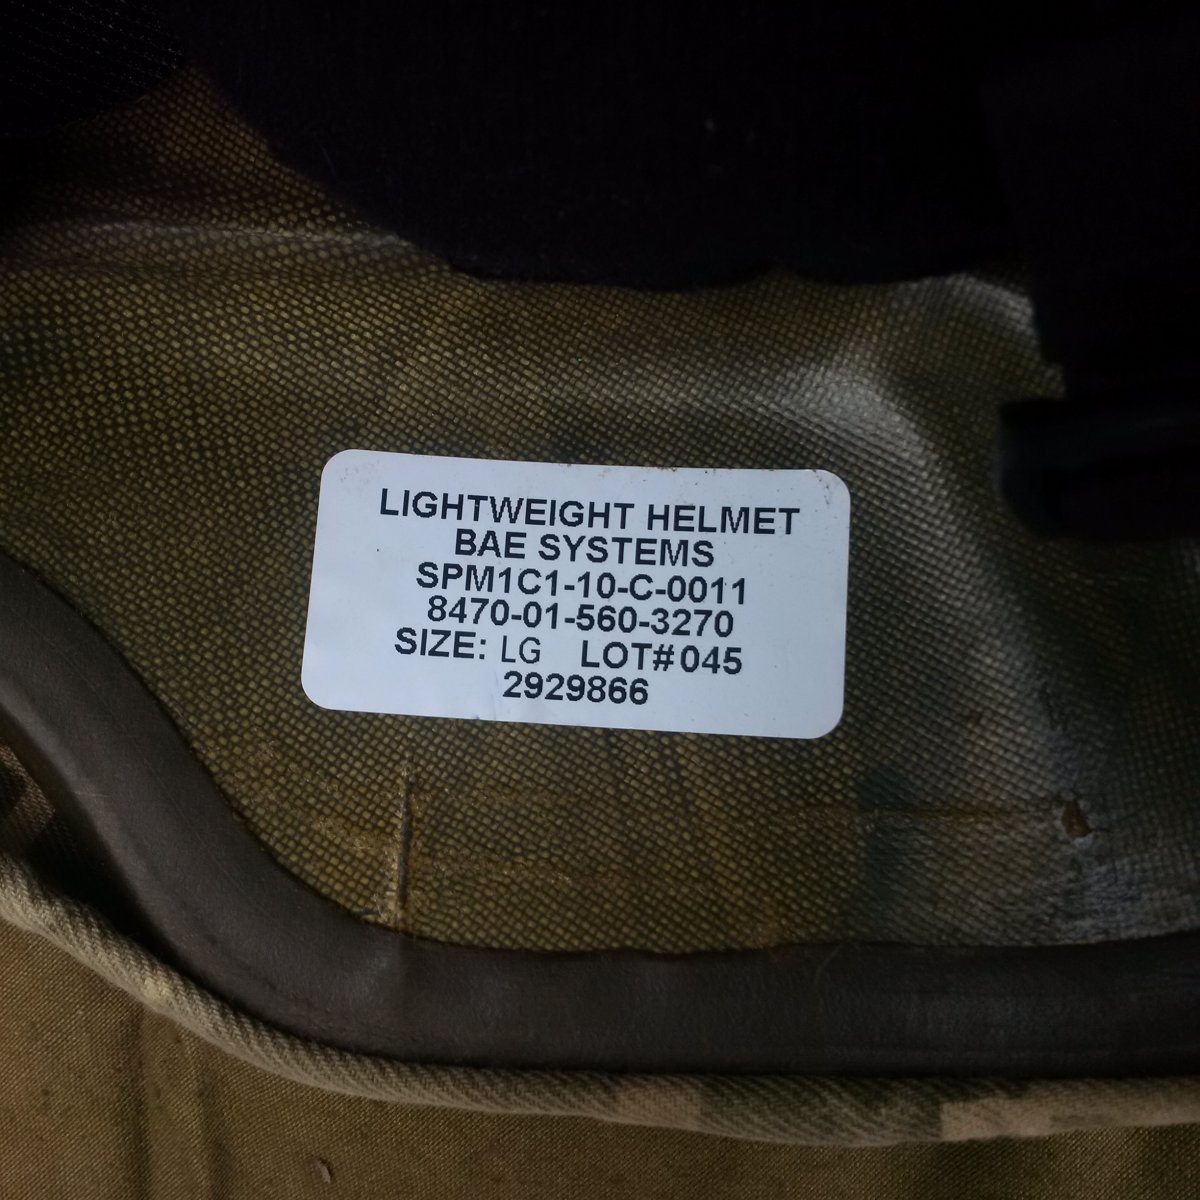 LIGHTWEIGHT HELMET
BAE SYSTEMS
SPM1C1-10-C-0011
8470-01-560-3270
SIZE: LG LOT#045
2929866